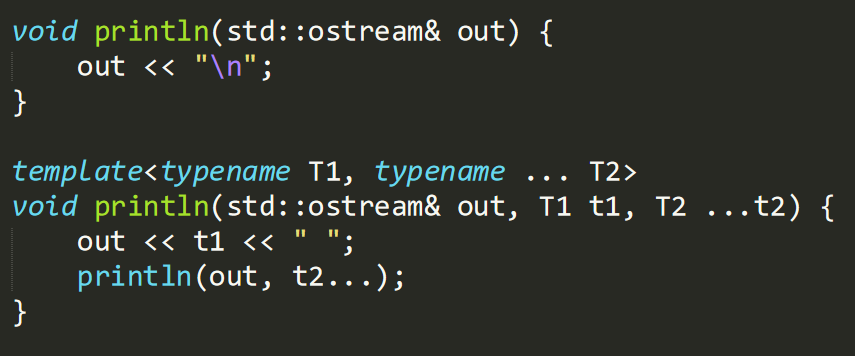 void println(std::ostream& out) {
    out << "\n";
}

template<typename T1, typename ... T2>
void println(std::ostream& out, T1 t1, T2 ...t2) {
    out << t1 << " ";
    println(out, t2...);
}